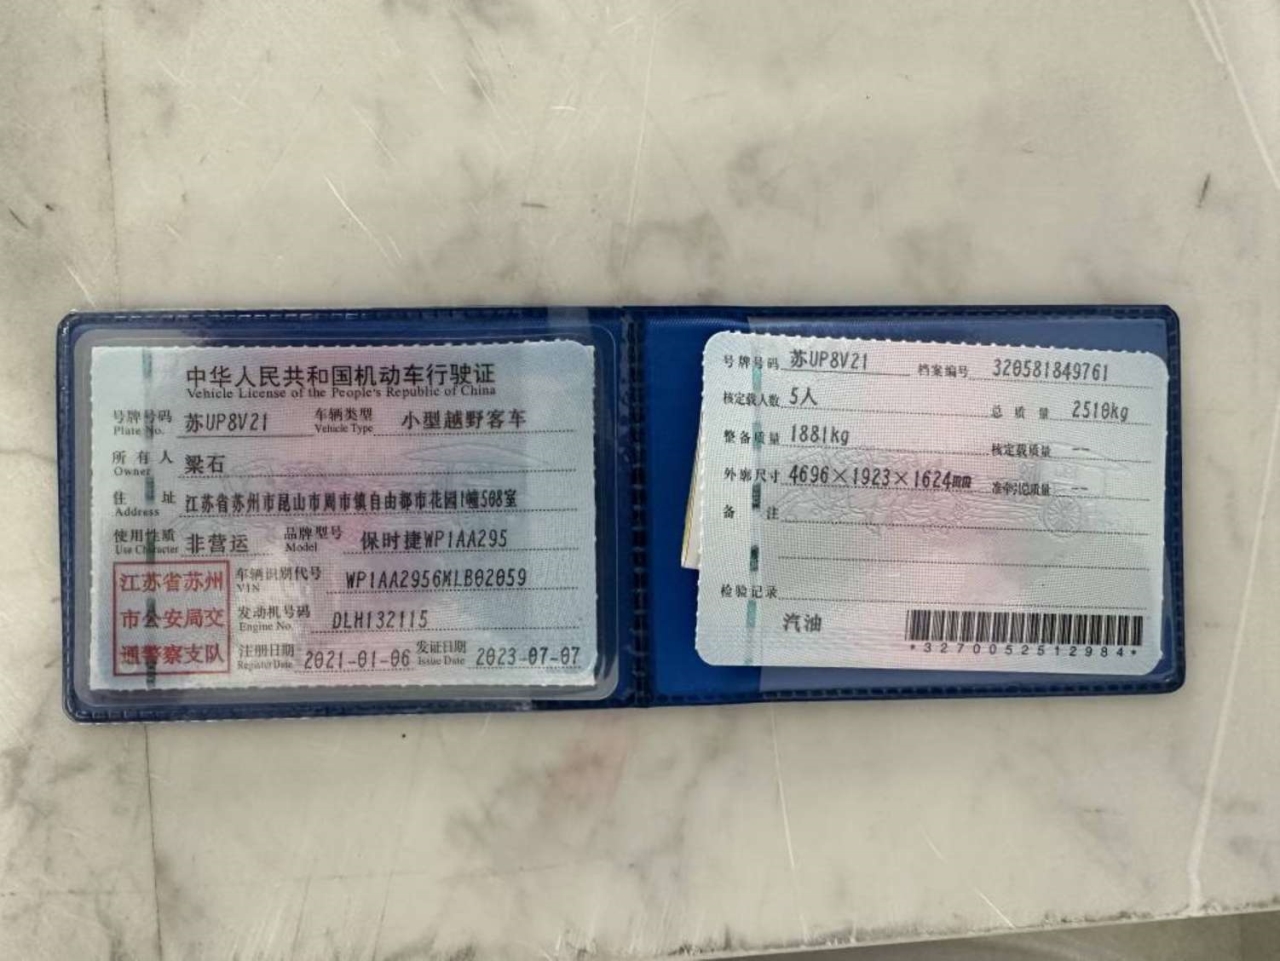 中华人民共和国机动车行驶证
Vehicle License of the People's Republic of China
号牌号码 Plate No. 苏UP8V21 车辆类型 Vehicle Type 小型越野客车
所有人 Owner 梁石
住址 Address 江苏省苏州市昆山市周市镇自由都市花园1幢508室
使用性质 Use Character 非营运 品牌型号 Model 保时捷WP1AA295
江苏省苏州
市公安局交
通警察支队
车辆识别代号 VIN WP1AA2956MLB02059
发动机号码 Engine No. DLH132115
注册日期 Register Date 2021-01-06 发证日期 Issue Date 2023-07-07
号牌号码 苏UP8V21 档案编号 320581849761
核定载人数 5人 总质量 2510kg
整备质量 1881kg 核定载质量 --
外廓尺寸 4696×1923×1624mm 准牵引总质量 --
备注
检验记录
汽油
*3270052512984*